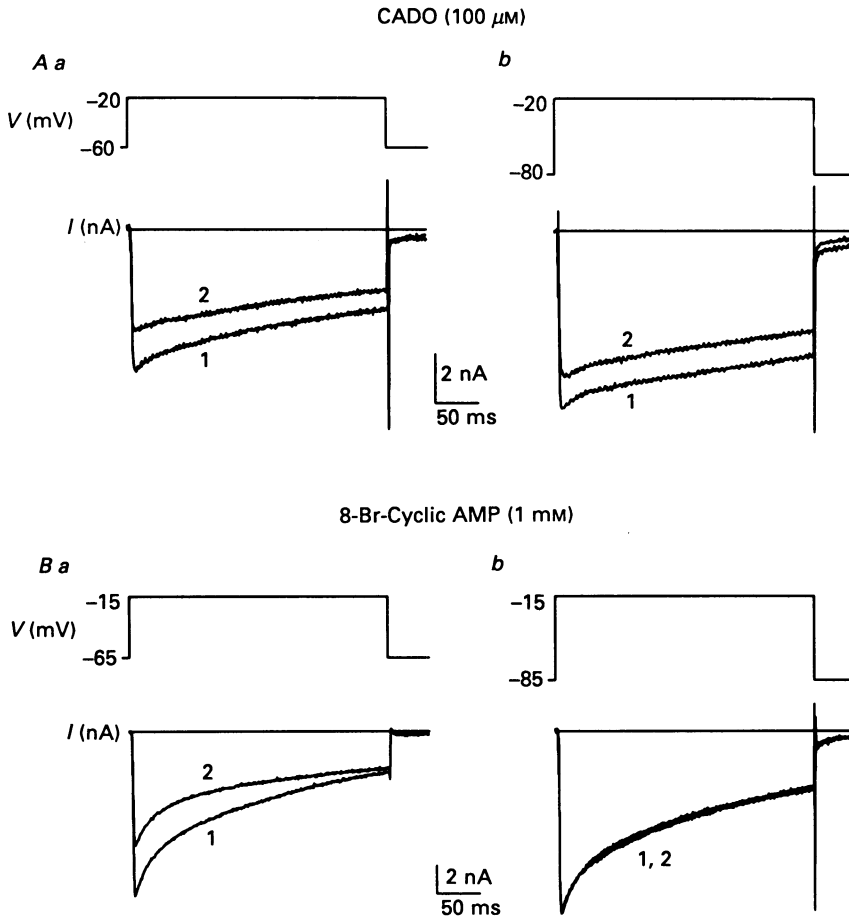 CADO (100 μM)
A a
b
–20
V (mV)
–60
–20
–80
I (nA)
2
1
2 nA
50 ms
2
1
8-Br-Cyclic AMP (1 mM)
B a
b
–15
V (mV)
–65
–15
–85
I (nA)
2
1
2 nA
50 ms
1, 2